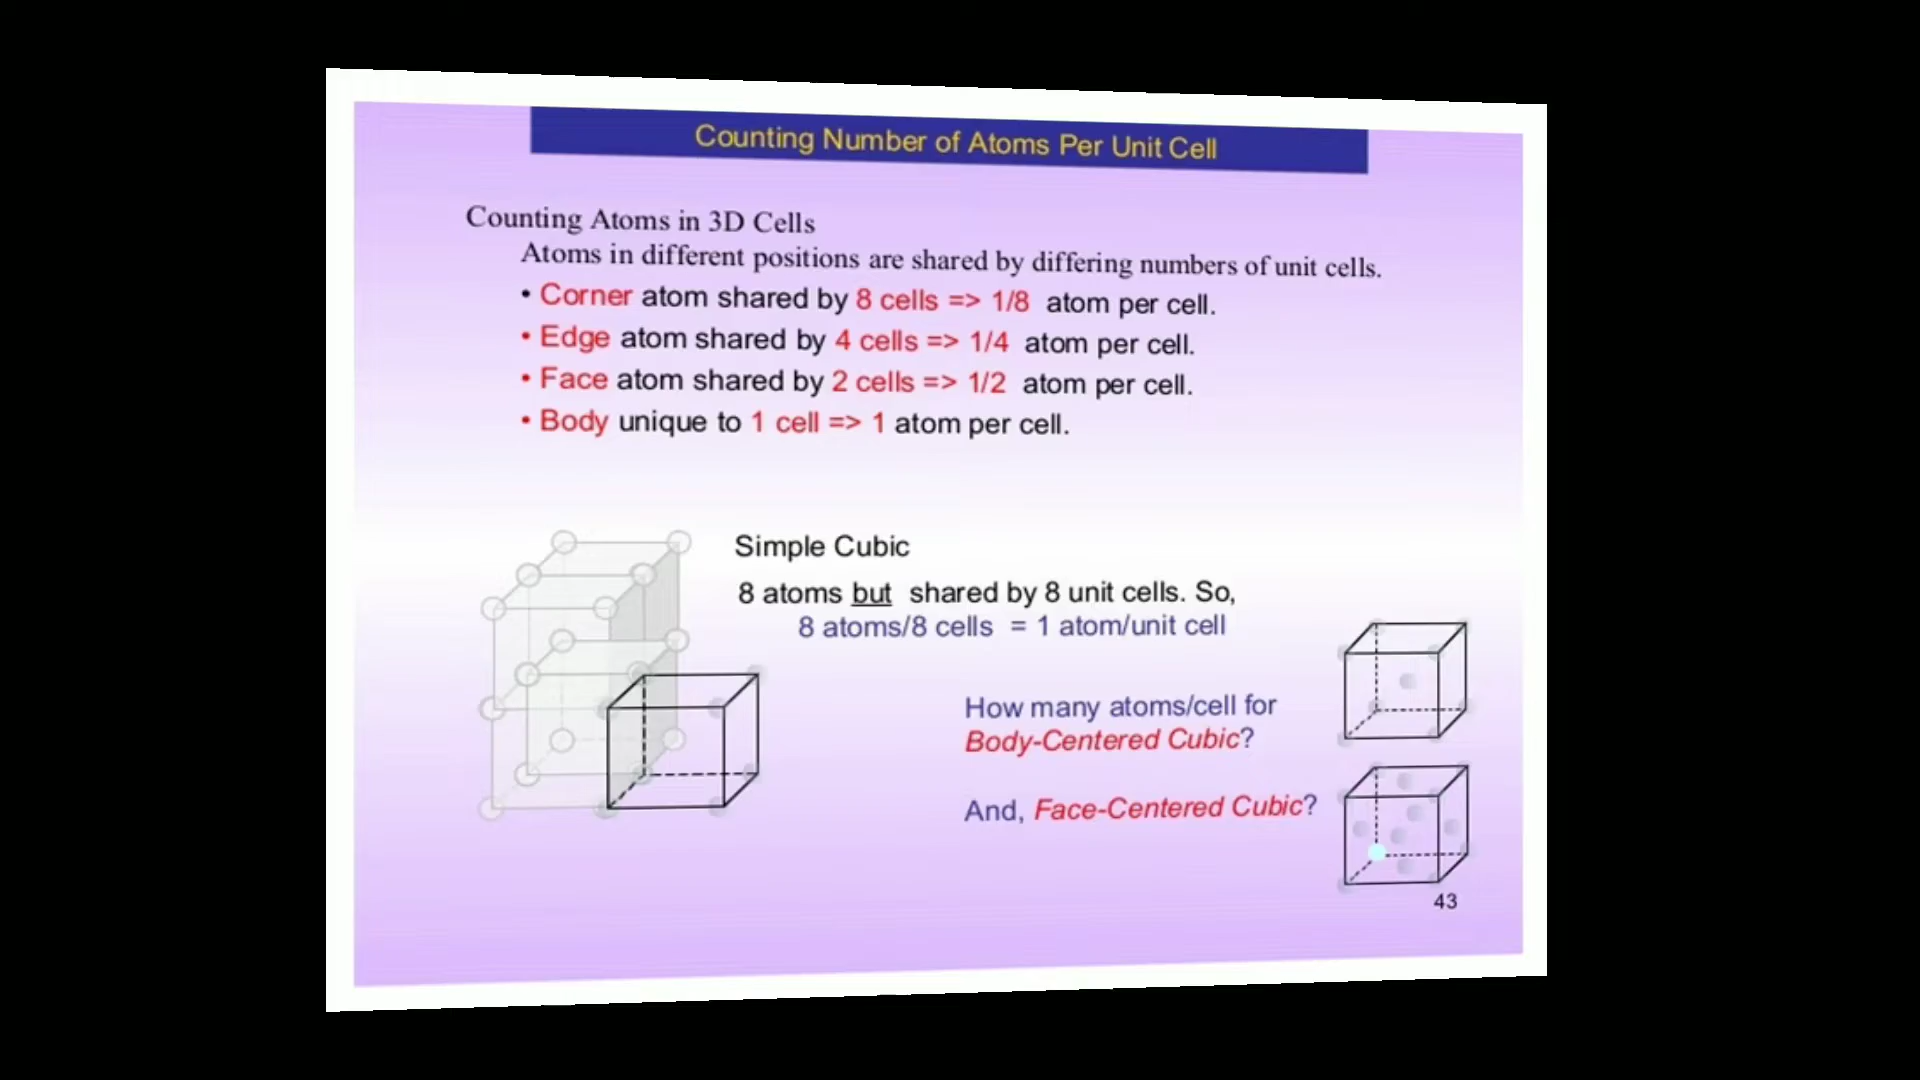 Counting Number of Atoms Per Unit Cell
Counting Atoms in 3D Cells
Atoms in different positions are shared by differing numbers of unit cells.
• Corner atom shared by 8 cells => 1/8 atom per cell.
• Edge atom shared by 4 cells => 1/4 atom per cell.
• Face atom shared by 2 cells => 1/2 atom per cell.
• Body unique to 1 cell => 1 atom per cell.
Simple Cubic
8 atoms but shared by 8 unit cells. So,
8 atoms/8 cells = 1 atom/unit cell
How many atoms/cell for
Body-Centered Cubic?
And, Face-Centered Cubic?
43